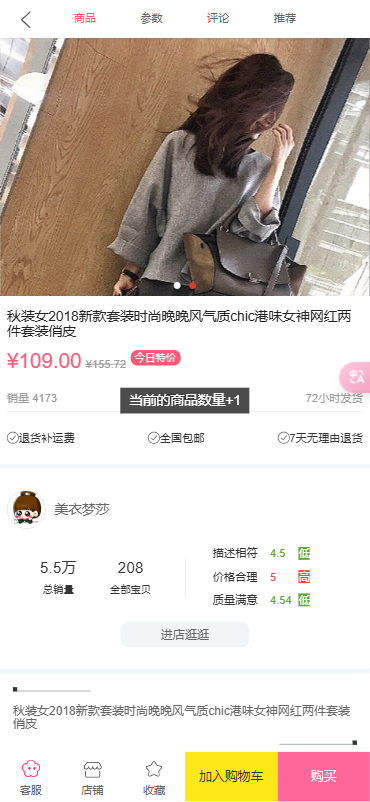 商品 参数 评论 推荐
秋装女2018新款套装时尚晚晚风气质chic港味女神网红两
件套装俏皮
¥109.00 ¥155.72 今日特价
销量 4173 72小时发货
当前的商品数量+1
退货补运费 全国包邮 7天无理由退货
美衣梦莎
5.5万 208
总销量 全部宝贝
描述相符 4.5 低
价格合理 5 高
质量满意 4.54 低
进店逛逛
秋装女2018新款套装时尚晚晚风气质chic港味女神网红两件套装
俏皮
客服 店铺 收藏 加入购物车 购买